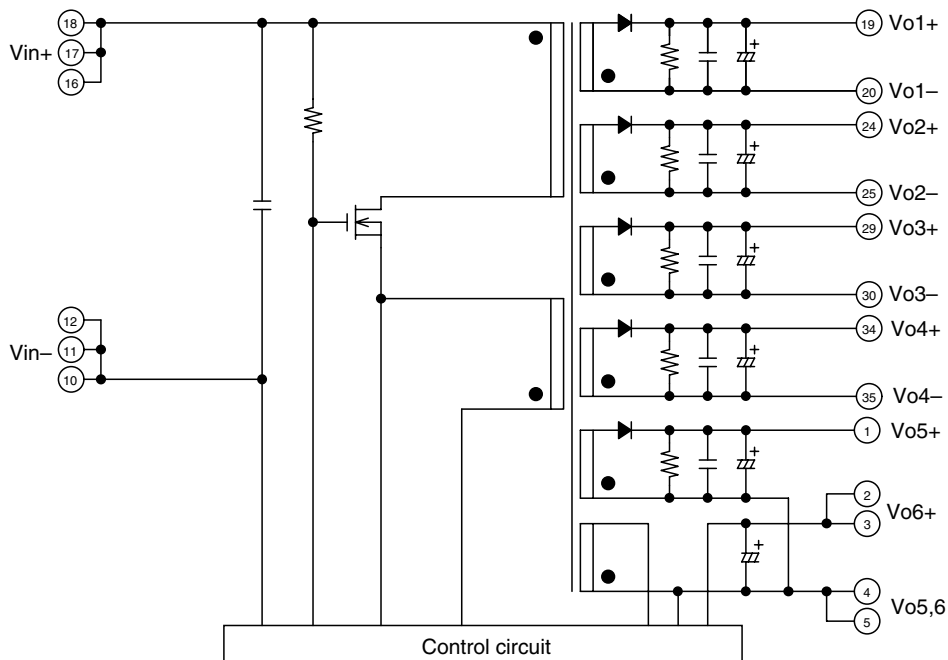 18
Vin+
17
16
12
Vin−
11
10
19
Vo1+
+
20
Vo1−
24
Vo2+
+
25
Vo2−
29
Vo3+
+
30
Vo3−
34
Vo4+
+
35
Vo4−
1
Vo5+
+
2
Vo6+
3
+
4
Vo5,6
5
Control circuit